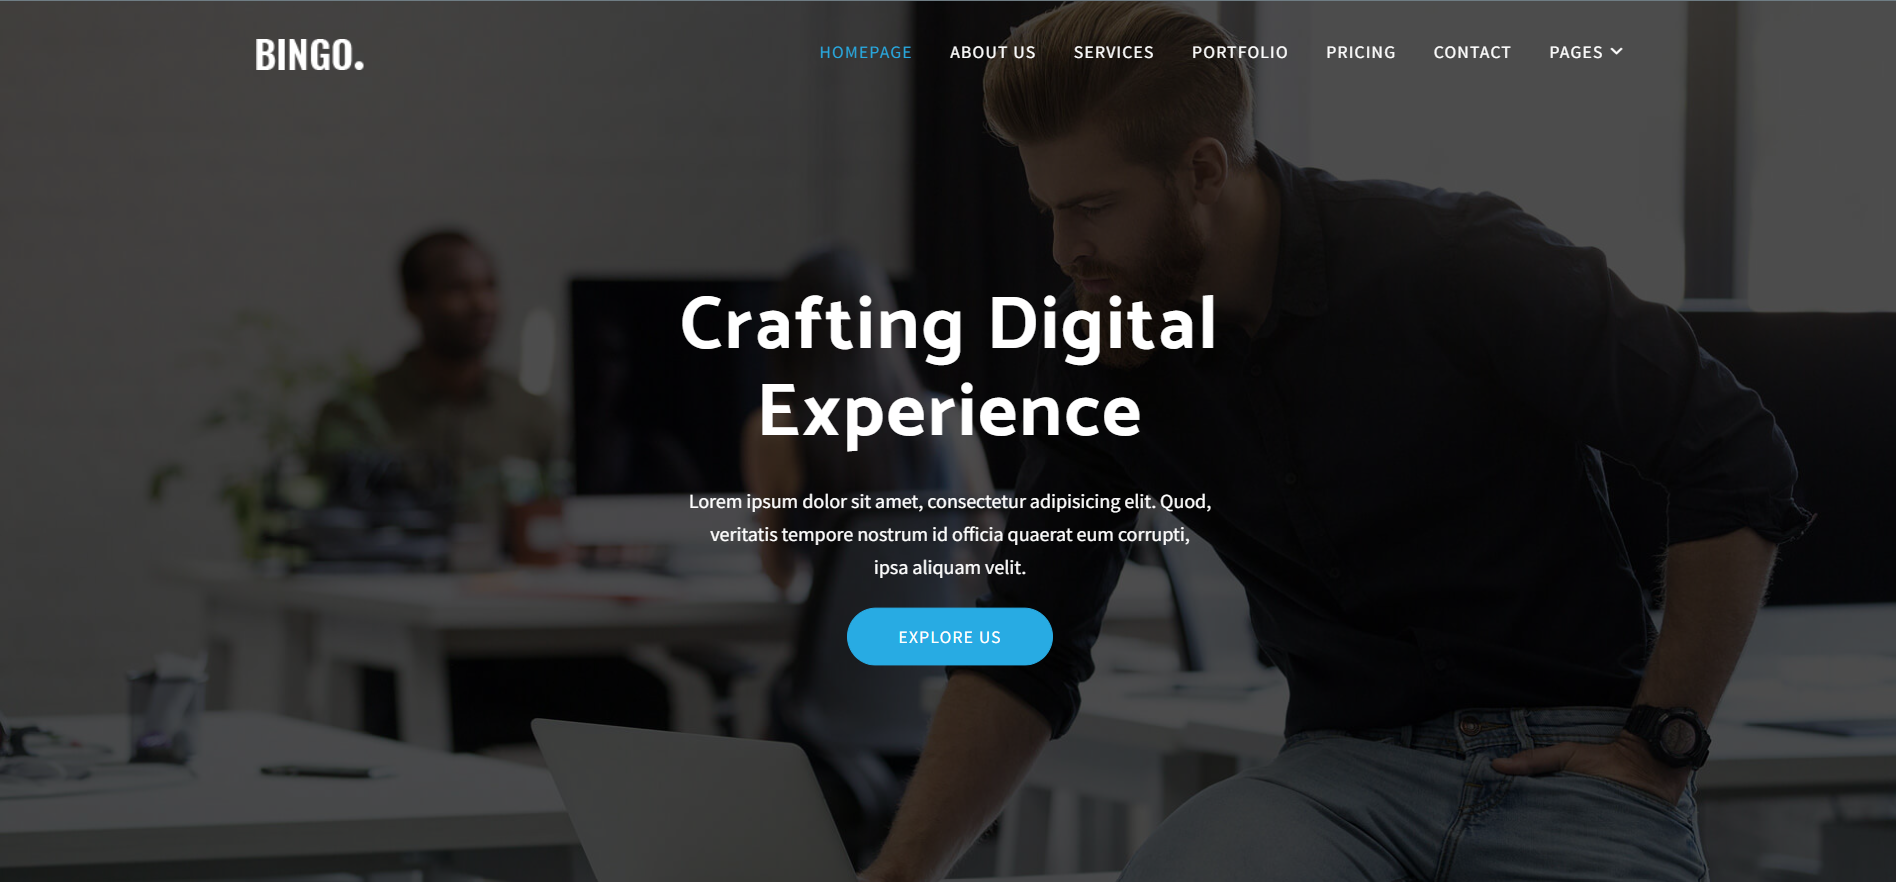 BINGO.
HOMEPAGE ABOUT US SERVICES PORTFOLIO PRICING CONTACT PAGES
Crafting Digital
Experience
Lorem ipsum dolor sit amet, consectetur adipisicing elit. Quod,
veritatis tempore nostrum id officia quaerat eum corrupti,
ipsa aliquam velit.
EXPLORE US